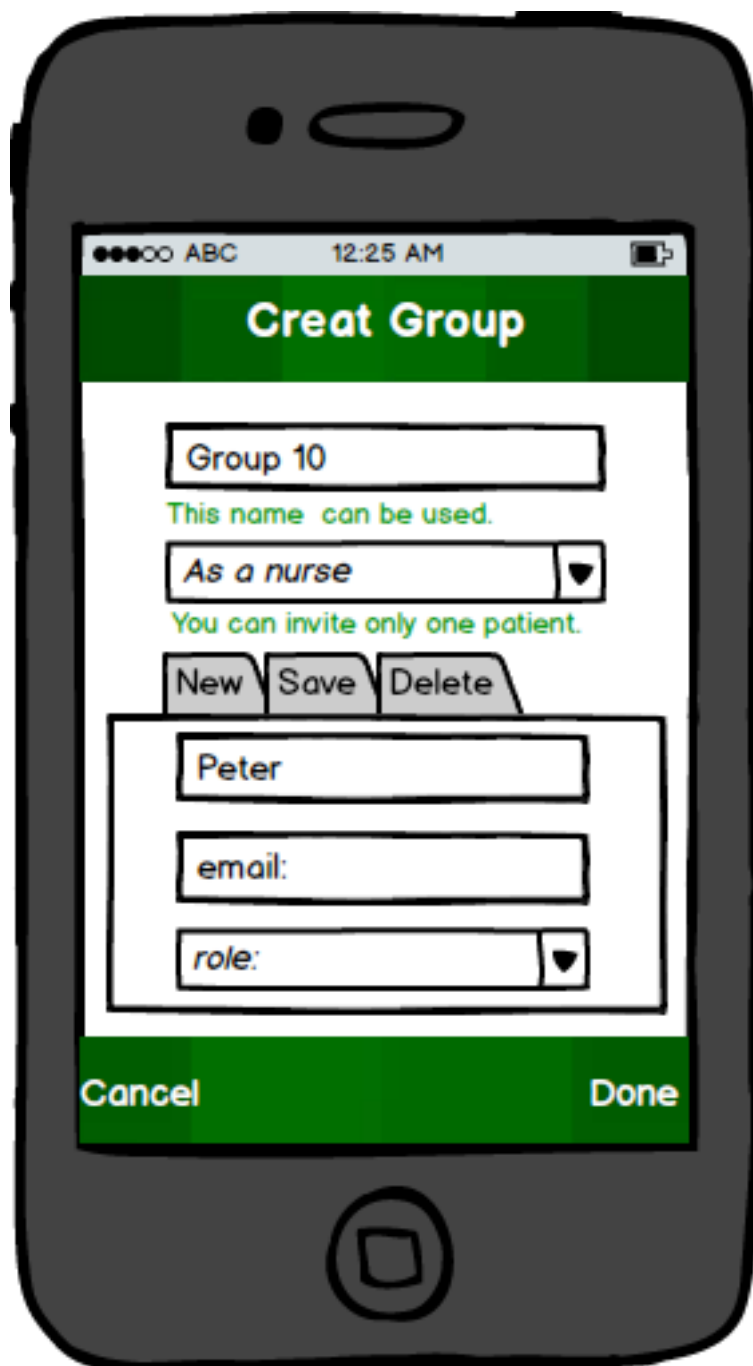 ABC 12:25 AM
Creat Group
Group 10
This name can be used.
As a nurse
You can invite only one patient.
New Save Delete
Peter
email:
role:
Cancel Done